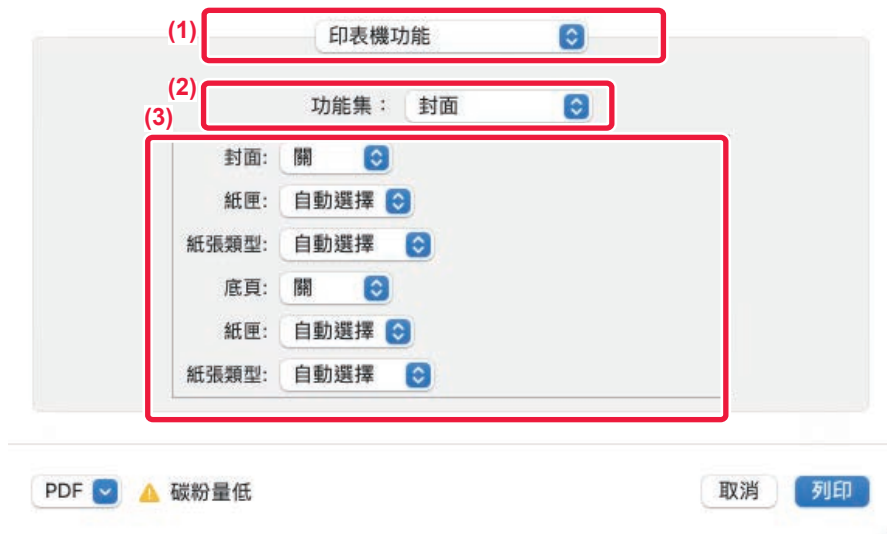 (1) 印表機功能
(2) 功能集： 封面
(3)
封面: 關
紙匣: 自動選擇
紙張類型: 自動選擇
底頁: 關
紙匣: 自動選擇
紙張類型: 自動選擇
PDF 碳粉量低 取消 列印